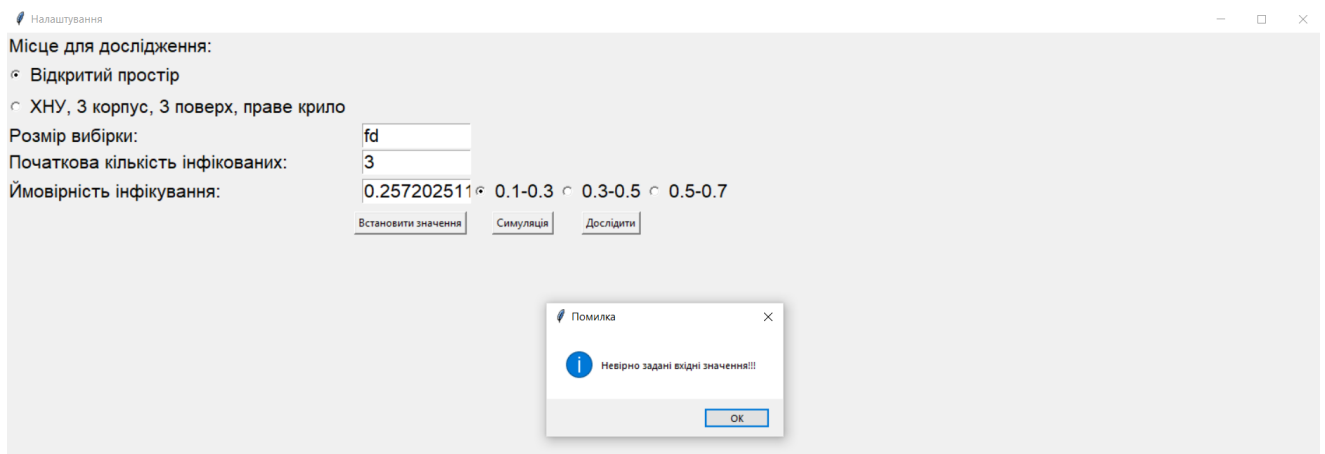 Налаштування
Місце для дослідження:
Відкритий простір
ХНУ, 3 корпус, 3 поверх, праве крило
Розмір вибірки: fd
Початкова кількість інфікованих: 3
Ймовірність інфікування: 0.257202511 0.1-0.3 0.3-0.5 0.5-0.7
Встановити значення Симуляція Дослідити
Помилка
Невірно задані вхідні значення!!!
OK